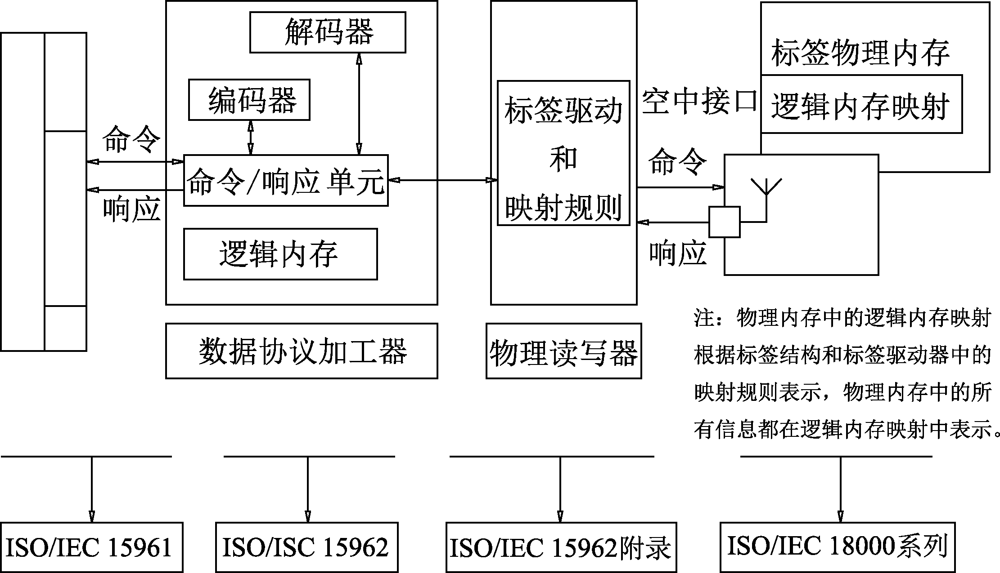 解码器
编码器
命令
响应
命令/响应 单元
逻辑内存
数据协议加工器
标签驱动
和
映射规则
物理读写器
空中接口
命令
响应
标签物理内存
逻辑内存映射
注：物理内存中的逻辑内存映射
根据标签结构和标签驱动器中的
映射规则表示，物理内存中的所
有信息都在逻辑内存映射中表示。
ISO/IEC 15961
ISO/ISC 15962
ISO/IEC 15962附录
ISO/IEC 18000系列